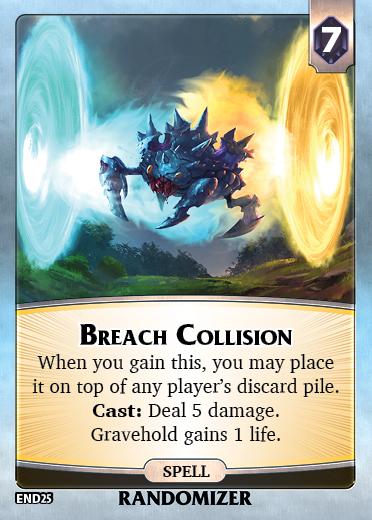 7
Breach Collision
When you gain this, you may place
it on top of any player's discard pile.
Cast: Deal 5 damage.
Gravehold gains 1 life.
SPELL
END25
RANDOMIZER